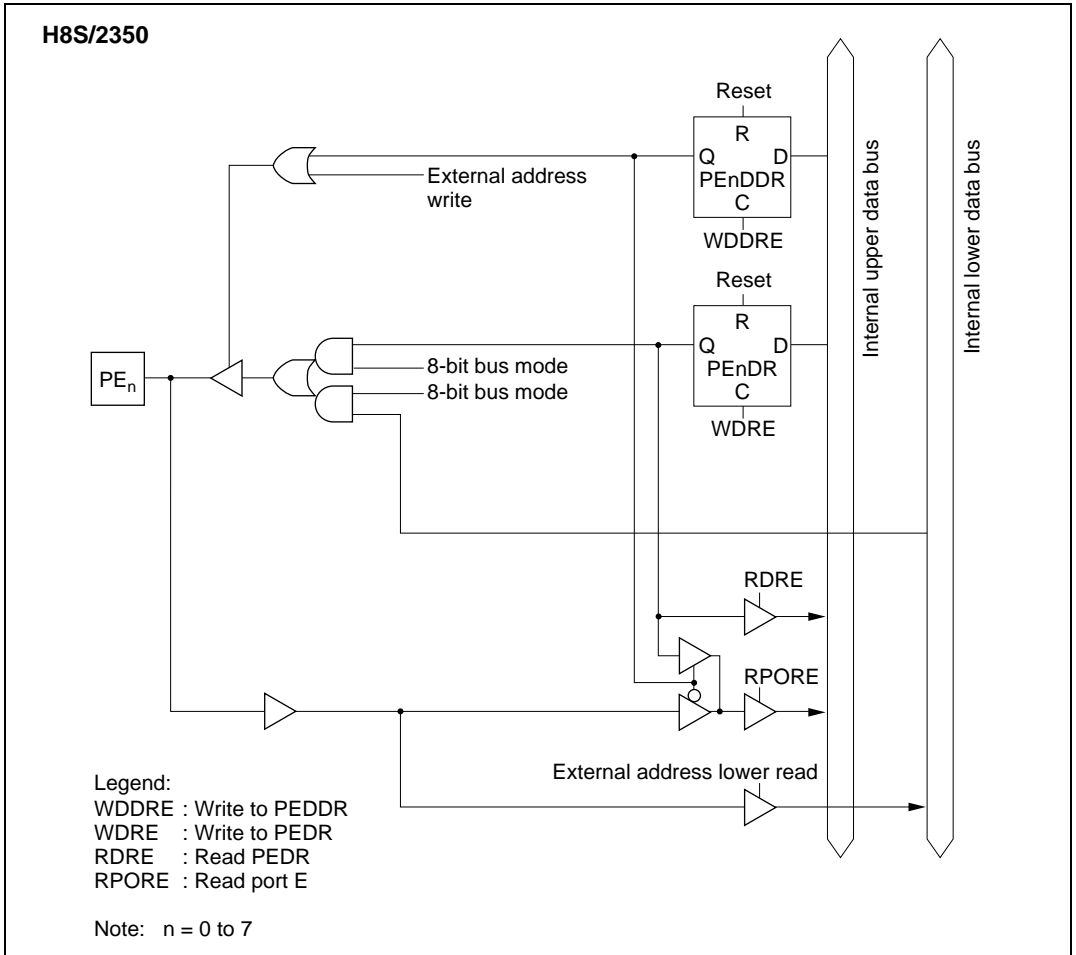 H8S/2350
Reset
R
Q D
PEnDDR
C
WDDRE
External address
write
Internal upper data bus
Internal lower data bus
Reset
R
Q D
PEnDR
C
WDRE
8-bit bus mode
8-bit bus mode
PEn
RDRE
RPORE
External address lower read
Legend:
WDDRE : Write to PEDDR
WDRE : Write to PEDR
RDRE : Read PEDR
RPORE : Read port E
Note: n = 0 to 7